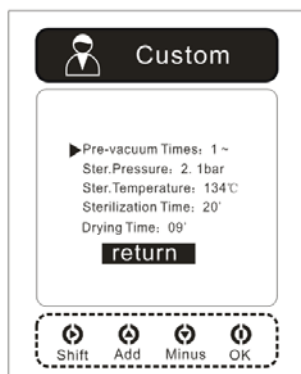 Custom
Pre-vacuum Times: 1 ~
Ster.Pressure: 2. 1bar
Ster.Temperature: 134℃
Sterilization Time: 20'
Drying Time: 09'
return
Shift Add Minus OK